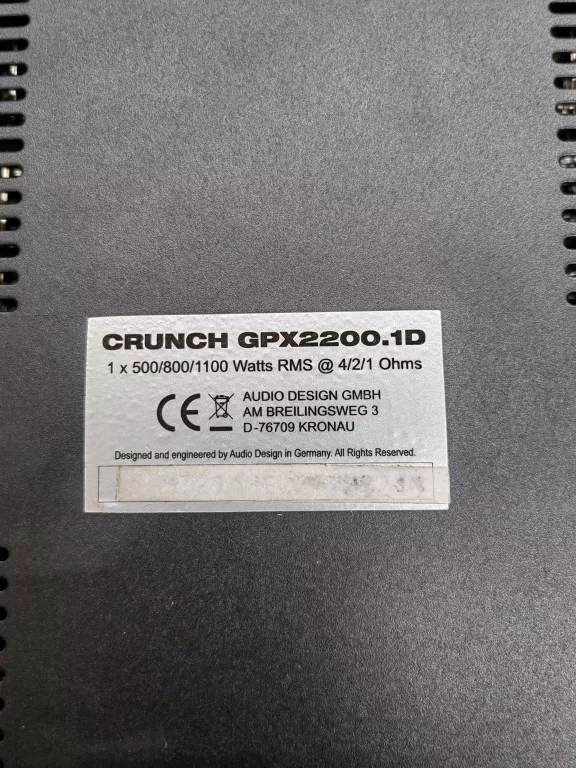 CRUNCH GPX2200.1D
1 x 500/800/1100 Watts RMS @ 4/2/1 Ohms
CE AUDIO DESIGN GMBH
AM BREILINGSWEG 3
D-76709 KRONAU
Designed and engineered by Audio Design in Germany. All Rights Reserved.